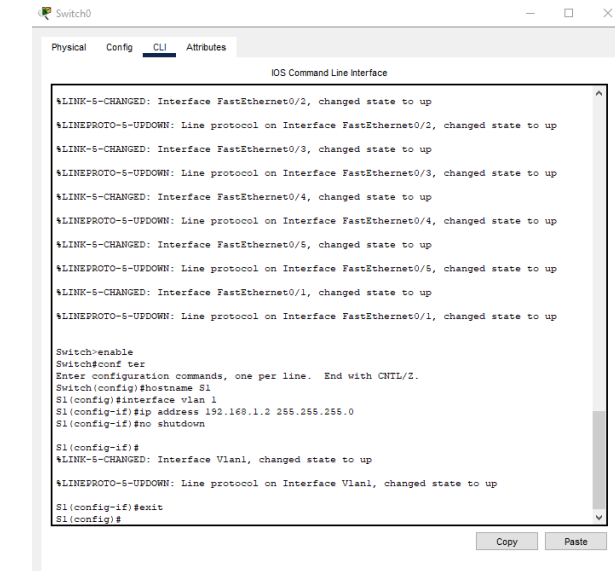 Switch0
Physical Config CLI Attributes
IOS Command Line Interface
%LINK-5-CHANGED: Interface FastEthernet0/2, changed state to up
%LINEPROTO-5-UPDOWN: Line protocol on Interface FastEthernet0/2, changed state to up
%LINK-5-CHANGED: Interface FastEthernet0/3, changed state to up
%LINEPROTO-5-UPDOWN: Line protocol on Interface FastEthernet0/3, changed state to up
%LINK-5-CHANGED: Interface FastEthernet0/4, changed state to up
%LINEPROTO-5-UPDOWN: Line protocol on Interface FastEthernet0/4, changed state to up
%LINK-5-CHANGED: Interface FastEthernet0/5, changed state to up
%LINEPROTO-5-UPDOWN: Line protocol on Interface FastEthernet0/5, changed state to up
%LINK-5-CHANGED: Interface FastEthernet0/1, changed state to up
%LINEPROTO-5-UPDOWN: Line protocol on Interface FastEthernet0/1, changed state to up
Switch>enable
Switch#conf ter
Enter configuration commands, one per line. End with CNTL/Z.
Switch(config)#hostname S1
S1(config)#interface vlan 1
S1(config-if)#ip address 192.168.1.2 255.255.255.0
S1(config-if)#no shutdown
S1(config-if)#
%LINK-5-CHANGED: Interface Vlan1, changed state to up
%LINEPROTO-5-UPDOWN: Line protocol on Interface Vlan1, changed state to up
S1(config-if)#exit
S1(config)#
Copy Paste